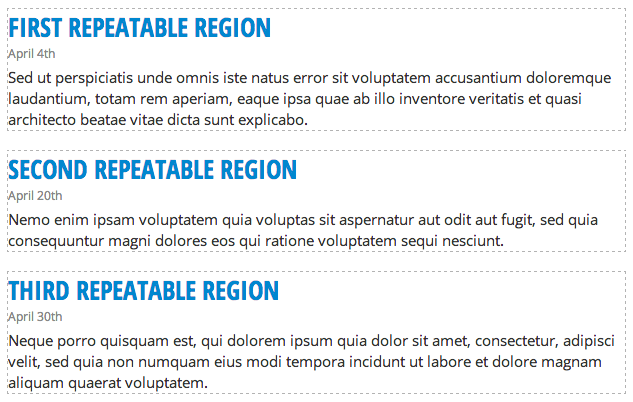 FIRST REPEATABLE REGION
April 4th
Sed ut perspiciatis unde omnis iste natus error sit voluptatem accusantium doloremque
laudantium, totam rem aperiam, eaque ipsa quae ab illo inventore veritatis et quasi
architecto beatae vitae dicta sunt explicabo.
SECOND REPEATABLE REGION
April 20th
Nemo enim ipsam voluptatem quia voluptas sit aspernatur aut odit aut fugit, sed quia
consequuntur magni dolores eos qui ratione voluptatem sequi nesciunt.
THIRD REPEATABLE REGION
April 30th
Neque porro quisquam est, qui dolorem ipsum quia dolor sit amet, consectetur, adipisci
velit, sed quia non numquam eius modi tempora incidunt ut labore et dolore magnam
aliquam quaerat voluptatem.